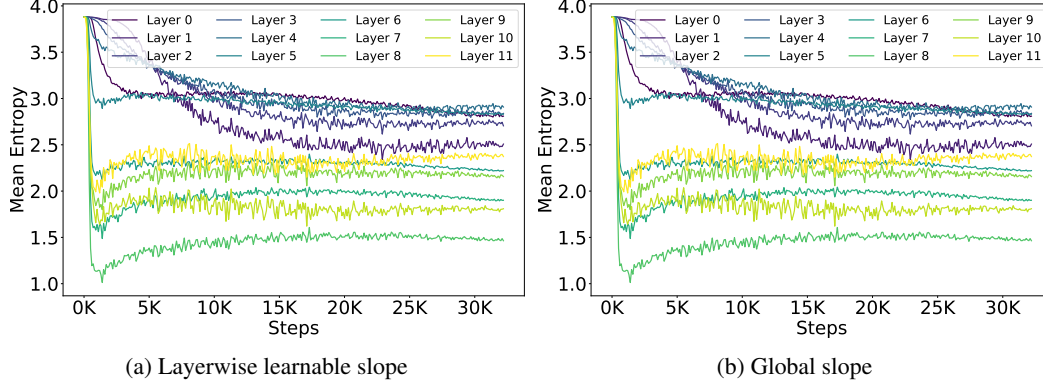 4.0
3.5
3.0
2.5
2.0
1.5
1.0
Mean Entropy
Layer 0 Layer 3 Layer 6 Layer 9
Layer 1 Layer 4 Layer 7 Layer 10
Layer 2 Layer 5 Layer 8 Layer 11
0K 5K 10K 15K 20K 25K 30K
Steps
(a) Layerwise learnable slope
4.0
3.5
3.0
2.5
2.0
1.5
1.0
Mean Entropy
Layer 0 Layer 3 Layer 6 Layer 9
Layer 1 Layer 4 Layer 7 Layer 10
Layer 2 Layer 5 Layer 8 Layer 11
0K 5K 10K 15K 20K 25K 30K
Steps
(b) Global slope